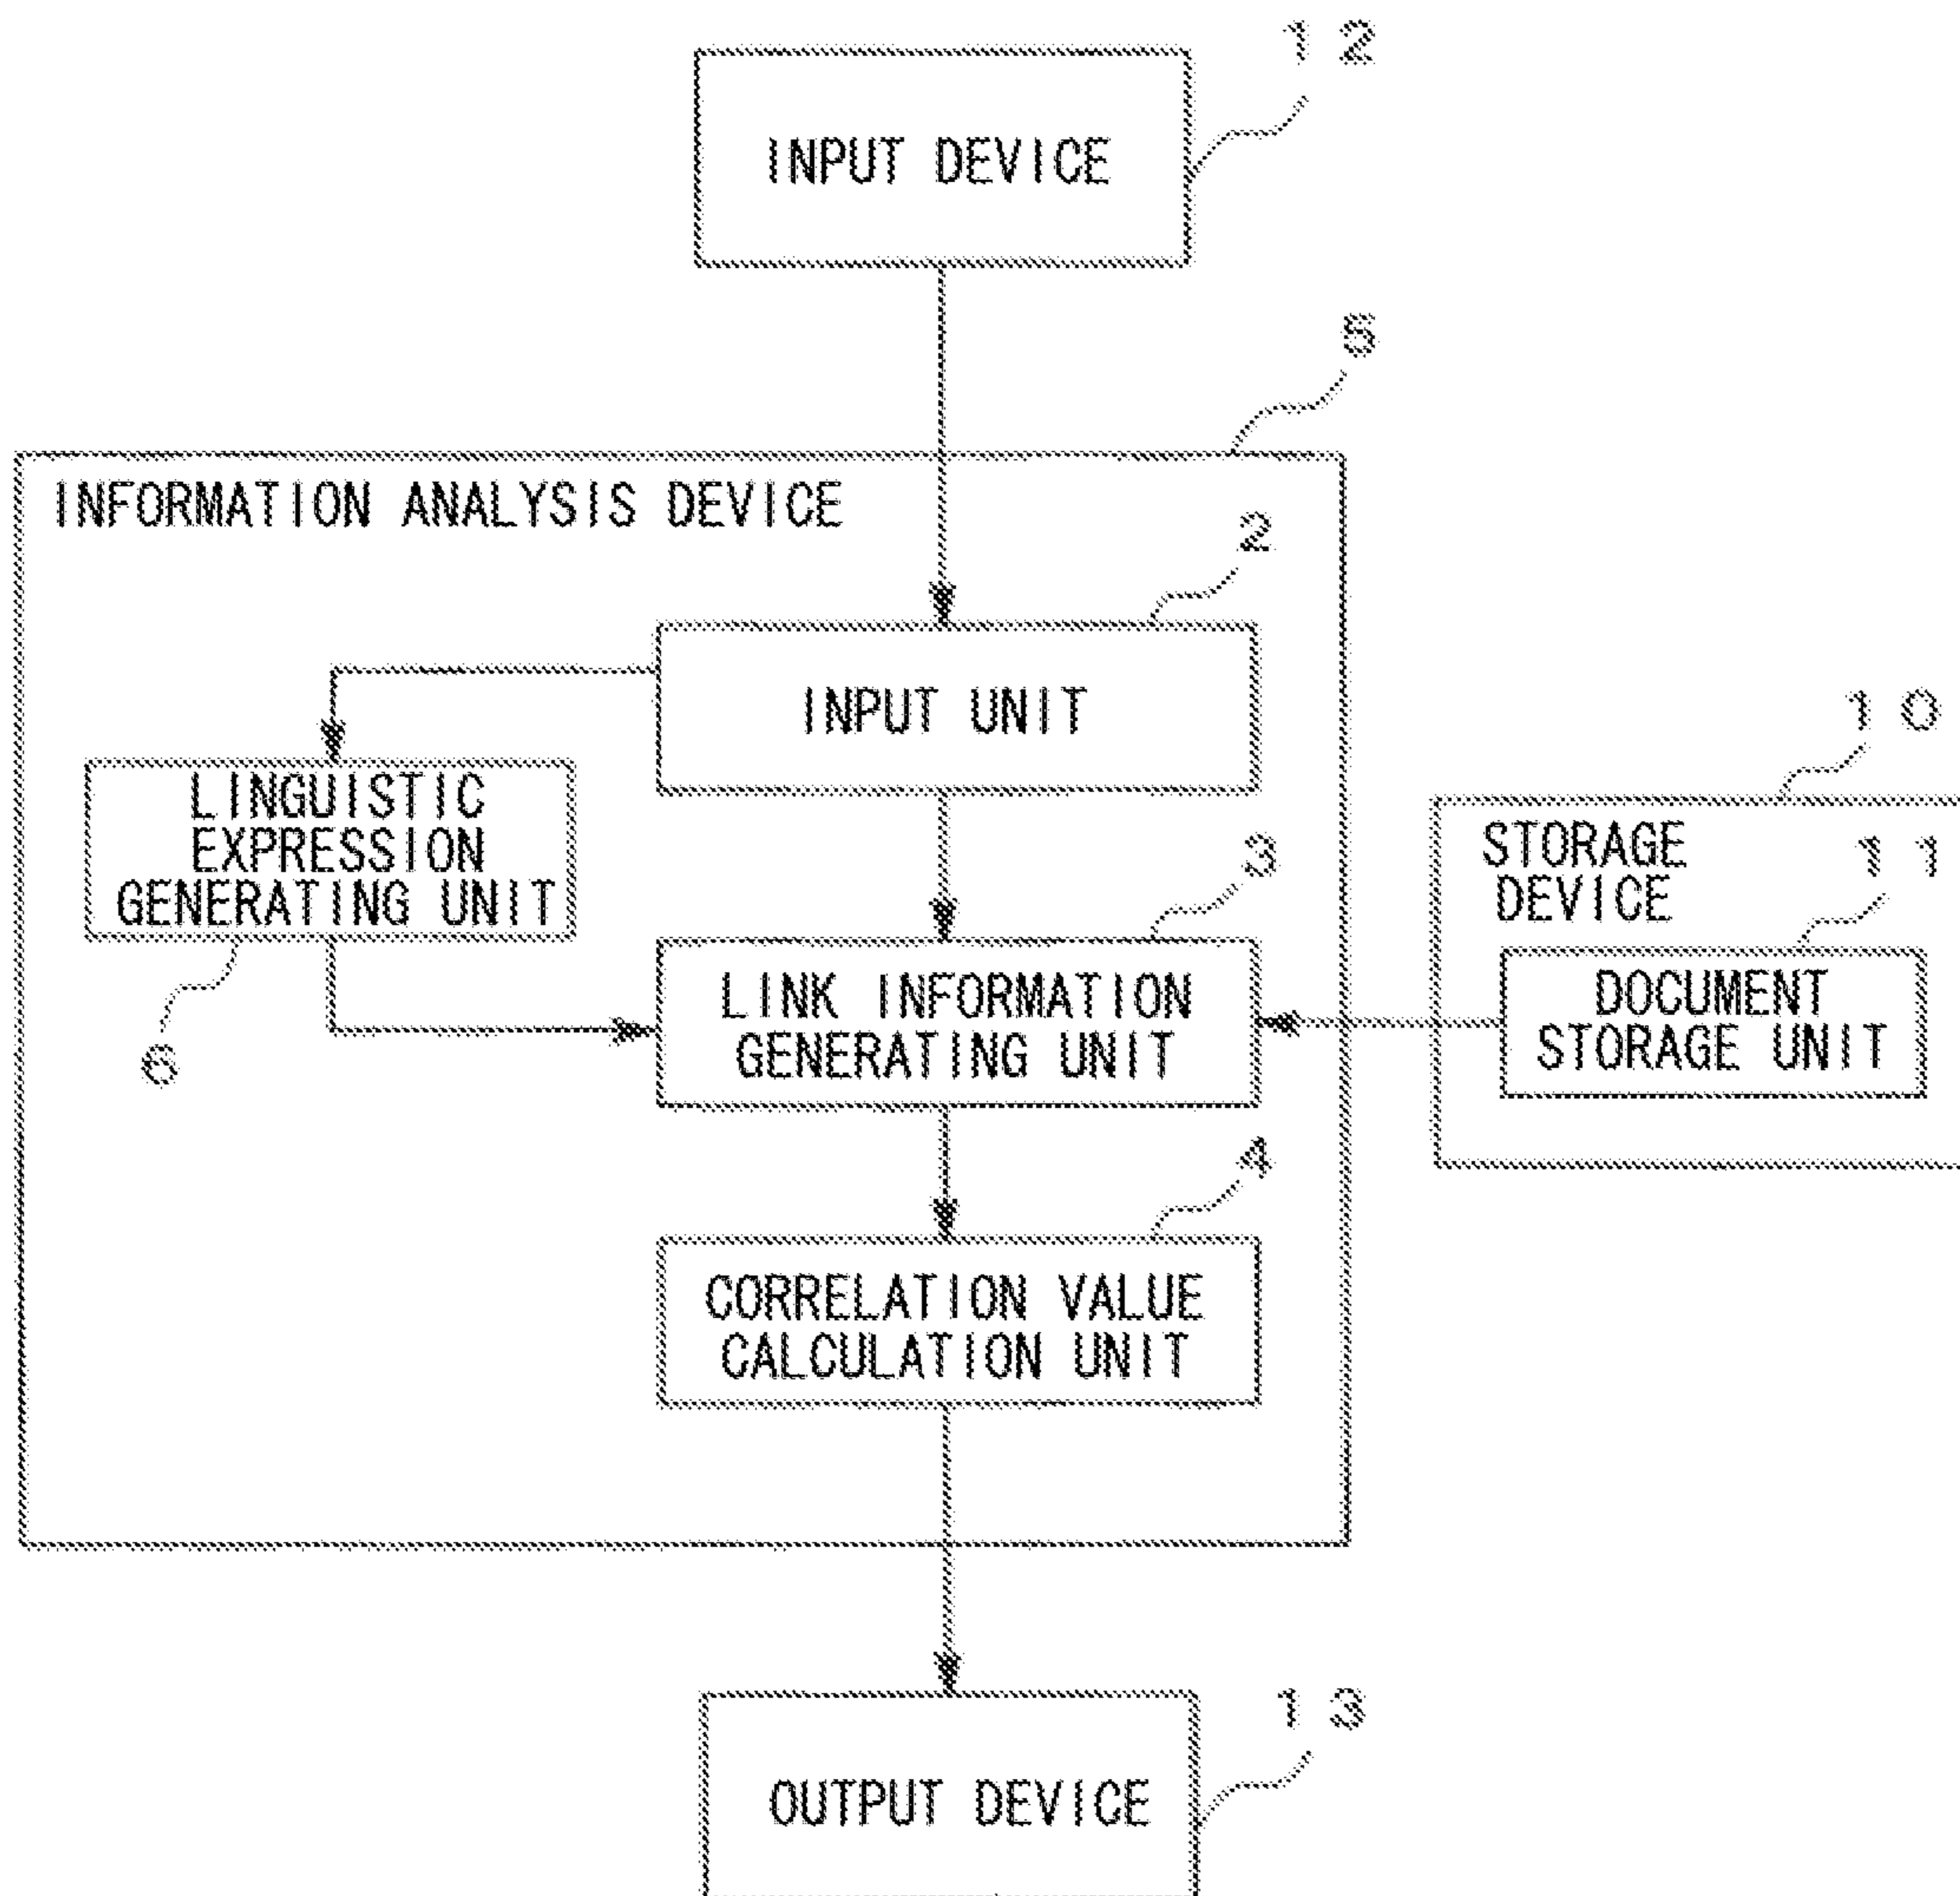 12
INPUT DEVICE
5
INFORMATION ANALYSIS DEVICE
2
INPUT UNIT
10
LINGUISTIC
EXPRESSION
GENERATING UNIT
6
3
STORAGE
DEVICE
11
LINK INFORMATION
GENERATING UNIT
DOCUMENT
STORAGE UNIT
4
CORRELATION VALUE
CALCULATION UNIT
13
OUTPUT DEVICE